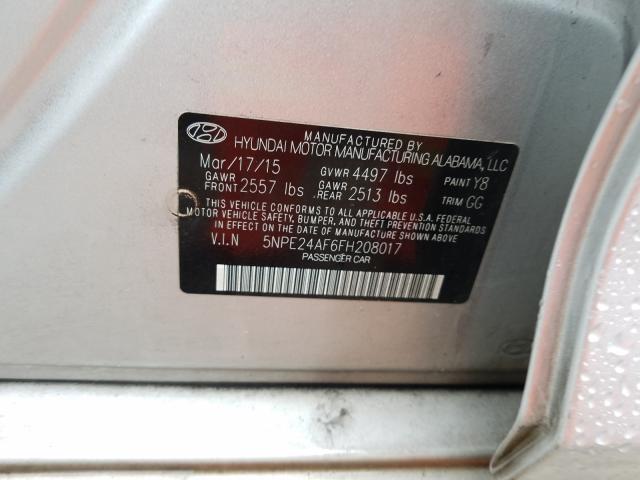 MANUFACTURED BY
HYUNDAI MOTOR MANUFACTURING ALABAMA, LLC
Mar/17/15 GVWR 4497 lbs PAINT Y8
GAWR FRONT 2557 lbs GAWR REAR 2513 lbs TRIM GG
THIS VEHICLE CONFORMS TO ALL APPLICABLE U.S.A. FEDERAL
MOTOR VEHICLE SAFETY, BUMPER, AND THEFT PREVENTION STANDARDS
IN EFFECT ON THE DATE OF MANUFACTURE SHOWN ABOVE.
V.I.N 5NPE24AF6FH208017
PASSENGER CAR